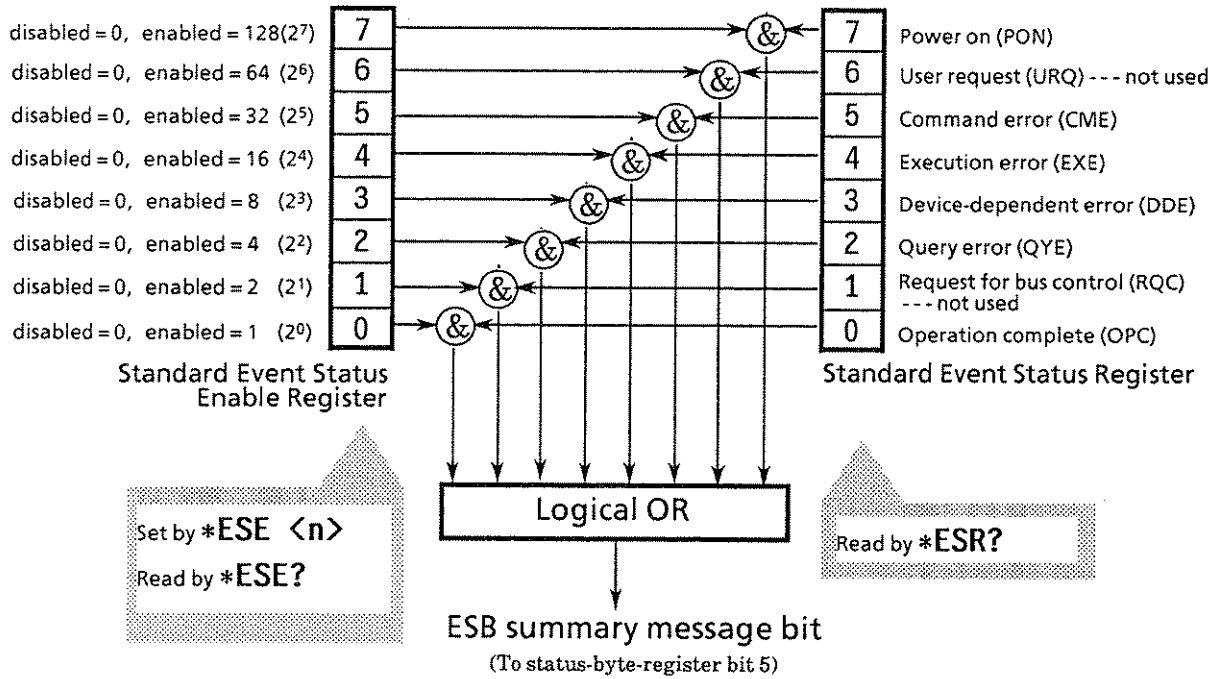 disabled = 0, enabled = 128(2⁷) 7 & 7 Power on (PON)
disabled = 0, enabled = 64 (2⁶) 6 & 6 User request (URQ) --- not used
disabled = 0, enabled = 32 (2⁵) 5 & 5 Command error (CME)
disabled = 0, enabled = 16 (2⁴) 4 & 4 Execution error (EXE)
disabled = 0, enabled = 8 (2³) 3 & 3 Device-dependent error (DDE)
disabled = 0, enabled = 4 (2²) 2 & 2 Query error (QYE)
disabled = 0, enabled = 2 (2¹) 1 & 1 Request for bus control (RQC)
--- not used
disabled = 0, enabled = 1 (2⁰) 0 & 0 Operation complete (OPC)
Standard Event Status
Enable Register
Standard Event Status Register
Set by *ESE <n>
Read by *ESE?
Logical OR
Read by *ESR?
ESB summary message bit
(To status-byte-register bit 5)